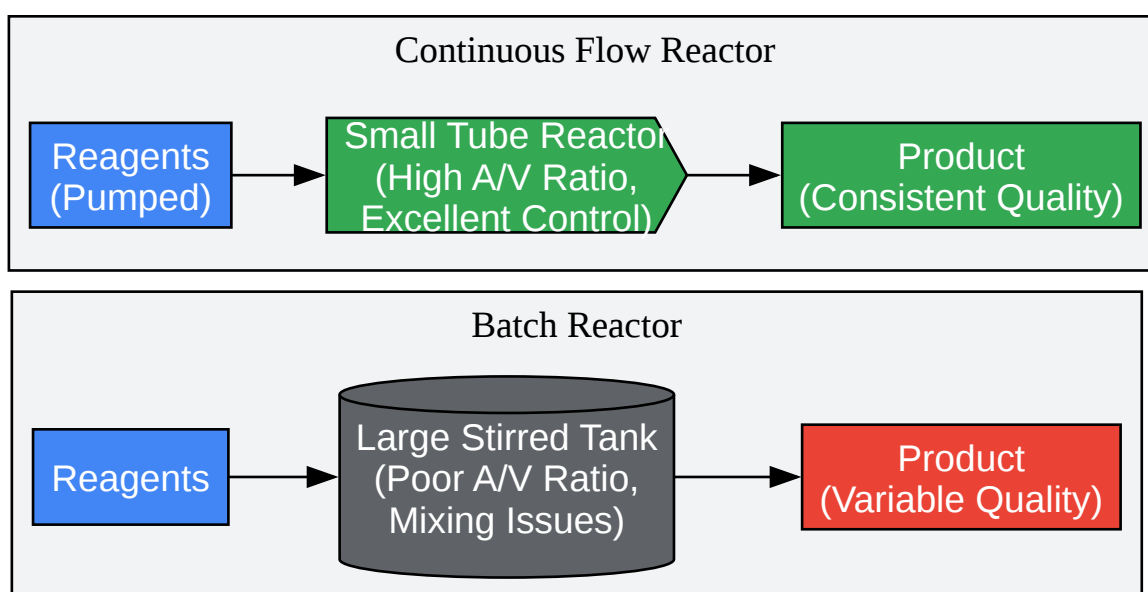 Continuous Flow Reactor
Reagents
(Pumped)
Small Tube Reactor
(High A/V Ratio,
Excellent Control)
Product
(Consistent Quality)
Batch Reactor
Reagents
Large Stirred Tank
(Poor A/V Ratio,
Mixing Issues)
Product
(Variable Quality)